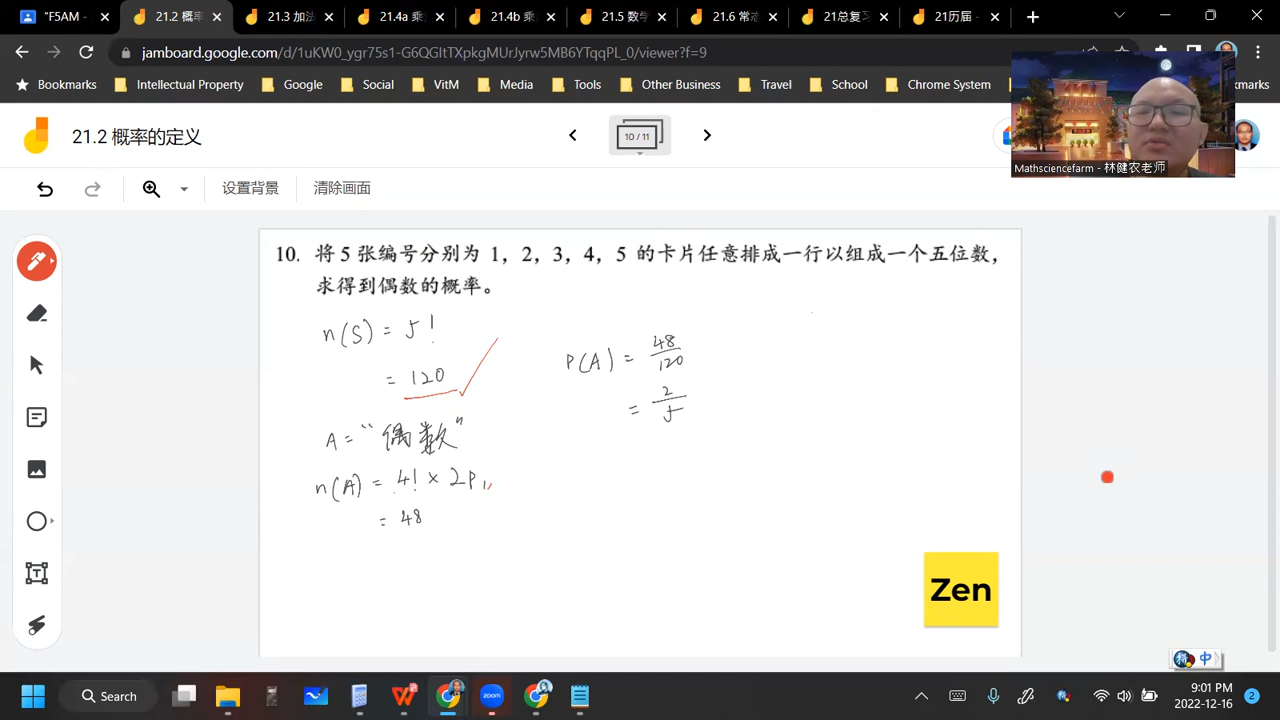 "F5AM -
21.2 概率
21.3 加法
21.4a 乘
21.4b 乘
21.5 数学
21总复习
21历届 -
jamboard.google.com/d/1uKW0_ygr75s1-G6OGltTXpkgMUrJMw5MB6YTqqPL_0/viewer?f=9
Bookmarks Intellectual Property Google Social VitM Media Tools Other Business Travel School Chrome System
Mathsciencefarm - 林健农老师
21.2 概率的定义
10 / 11
设置背景 清除画面
10. 将 5 张编号分别为 1，2，3，4，5 的卡片任意排成一行以组成一个五位数，
求得到偶数的概率。
n(S) = 5!
= 120
A = "偶数"
n(A) = 4! × 2P1
= 48
P(A) = 48/120
= 2/5
Zen
中
Search
9:01 PM
2022-12-16
2